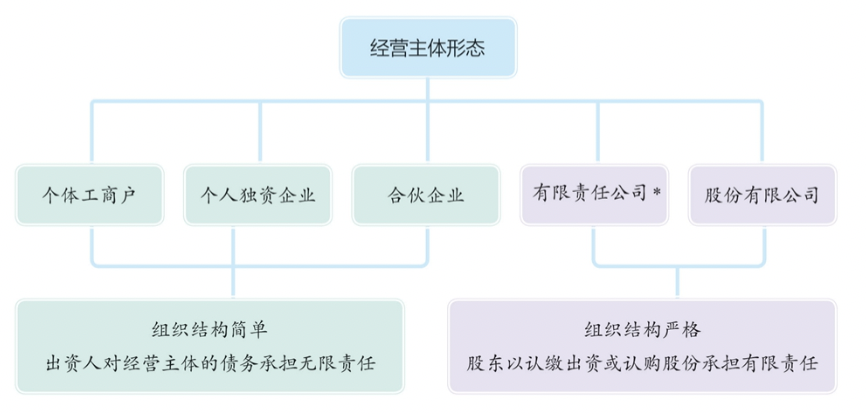 经营主体形态
个体工商户
个人独资企业
合伙企业
有限责任公司*
股份有限公司
组织结构简单
出资人对经营主体的债务承担无限责任
组织结构严格
股东以认缴出资或认购股份承担有限责任